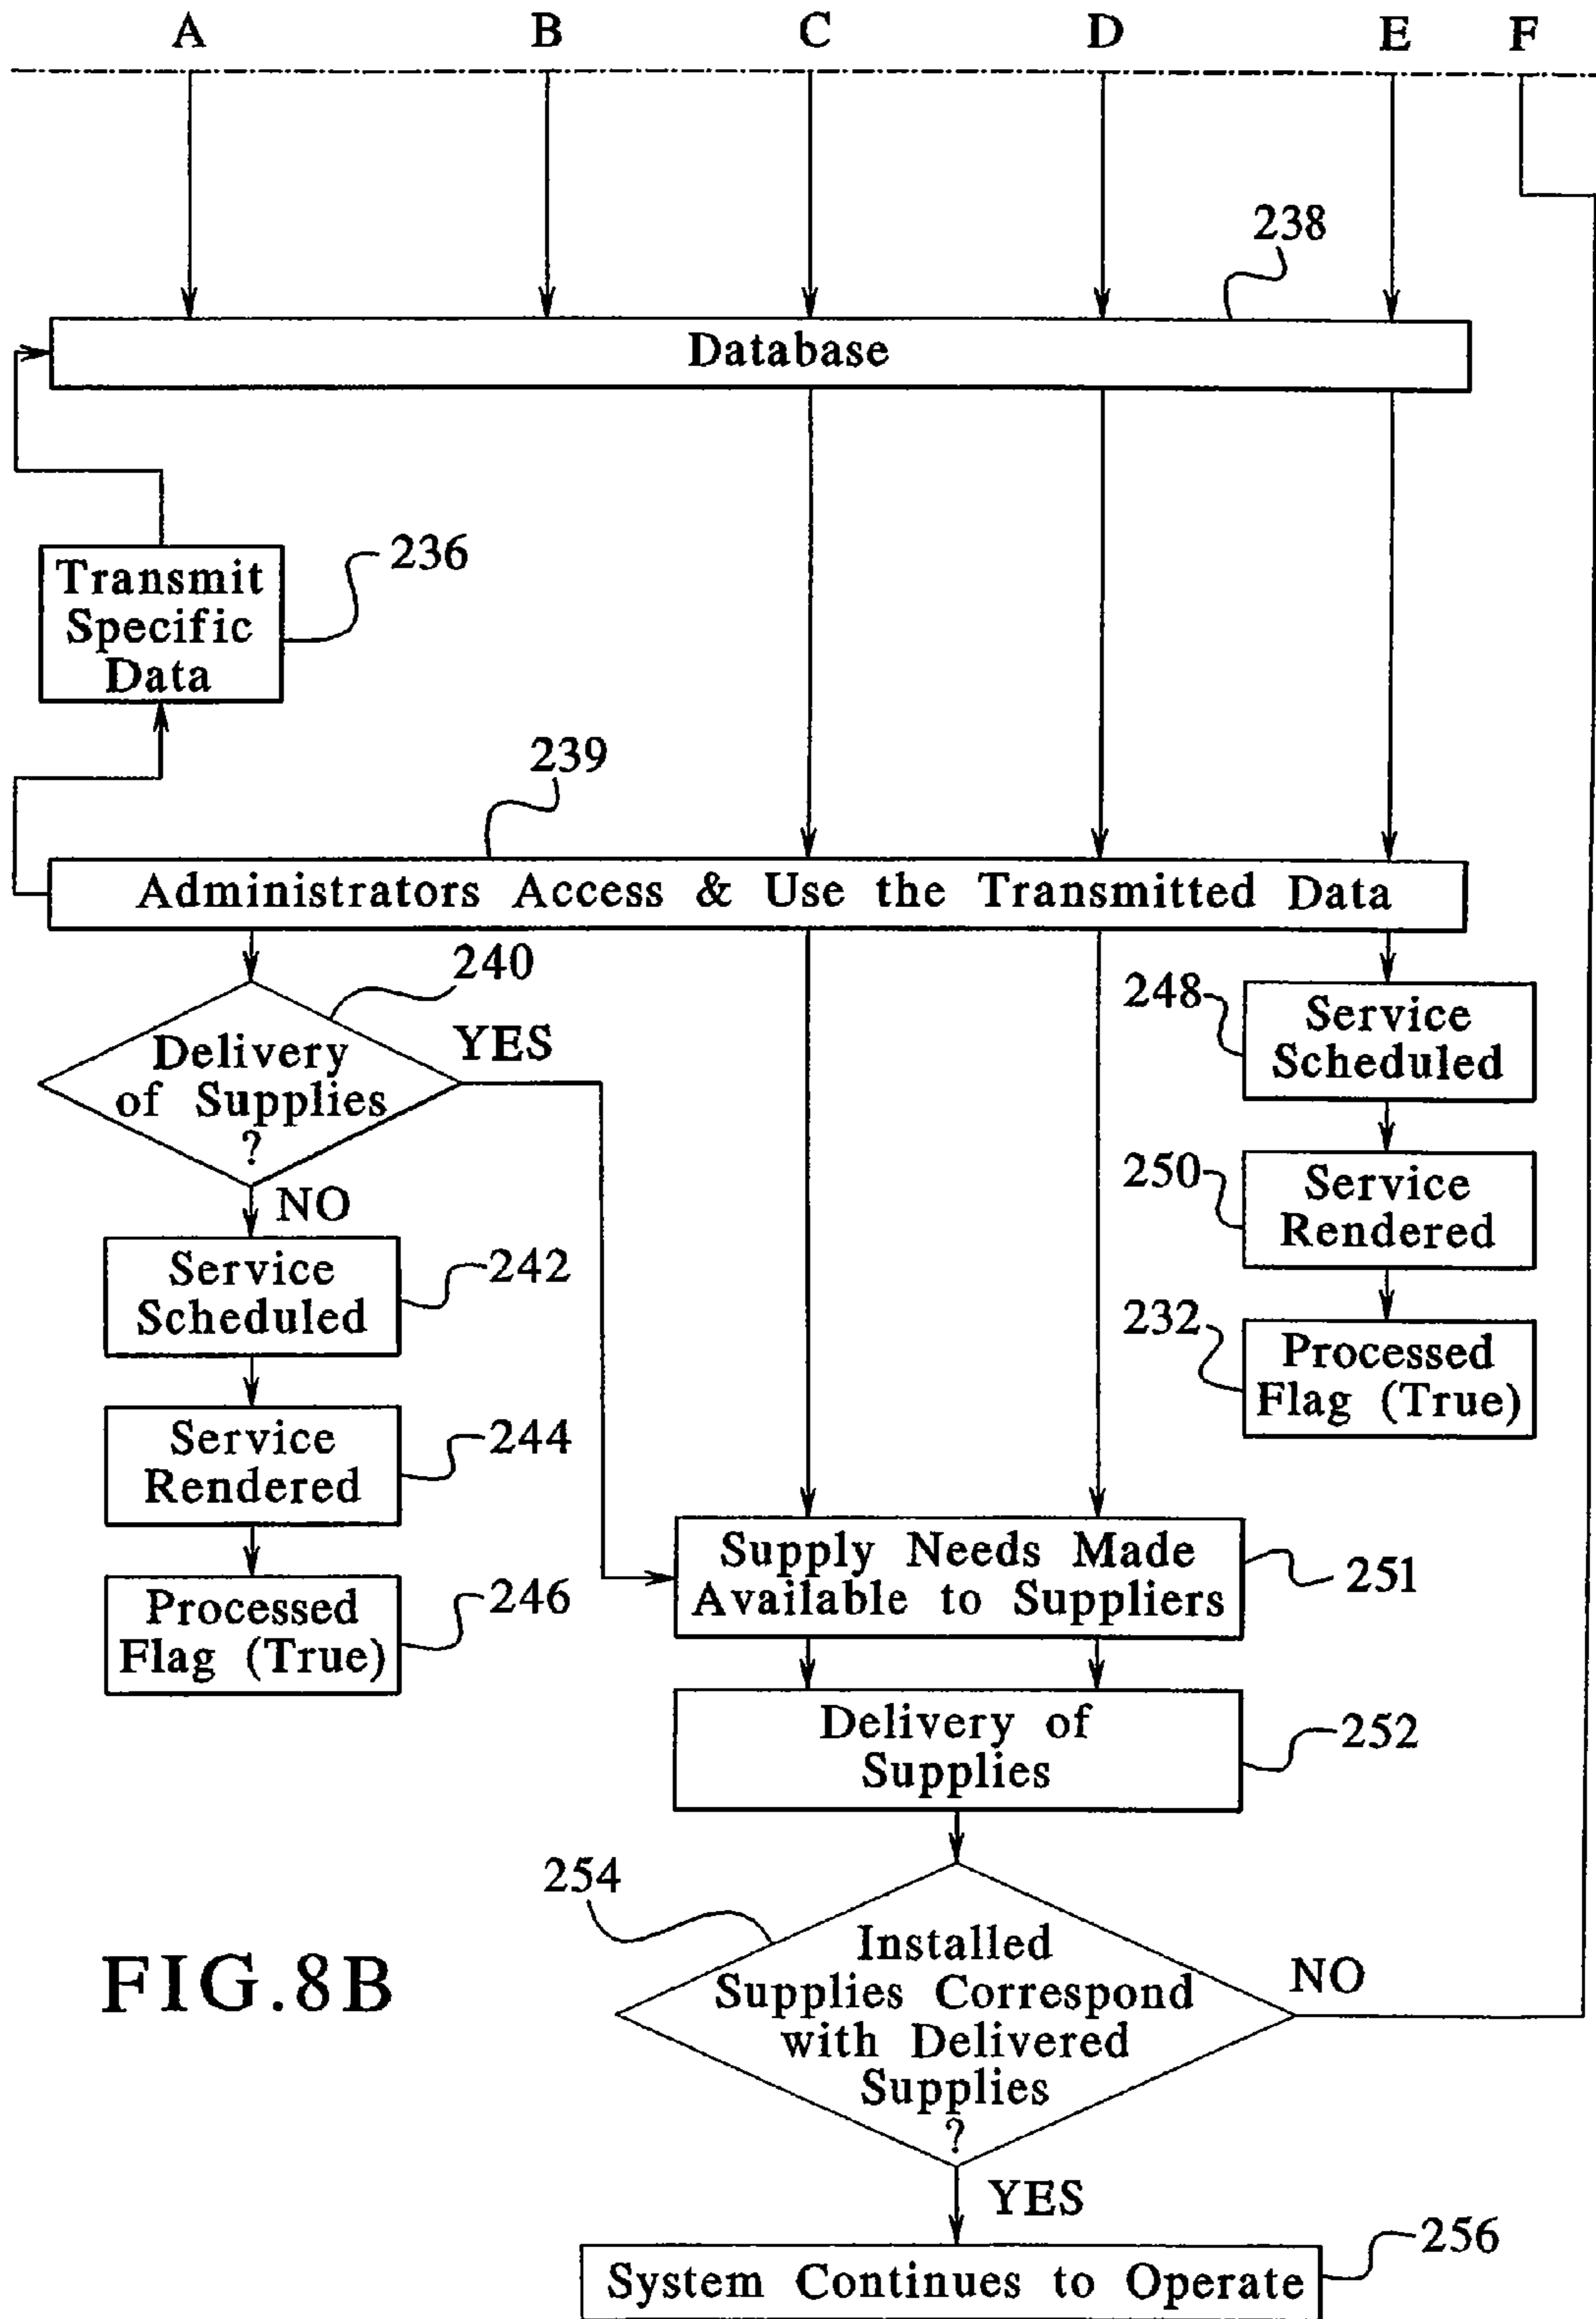 A B C D E F
238
Database
236
Transmit
Specific
Data
239
Administrators Access & Use the Transmitted Data
240
Delivery
of Supplies
?
YES
NO
248
Service
Scheduled
250
Service
Rendered
232
Processed
Flag (True)
242
Service
Scheduled
244
Service
Rendered
246
Processed
Flag (True)
251
Supply Needs Made
Available to Suppliers
252
Delivery of
Supplies
254
Installed
Supplies Correspond
with Delivered
Supplies
?
NO
YES
256
System Continues to Operate
FIG.8B